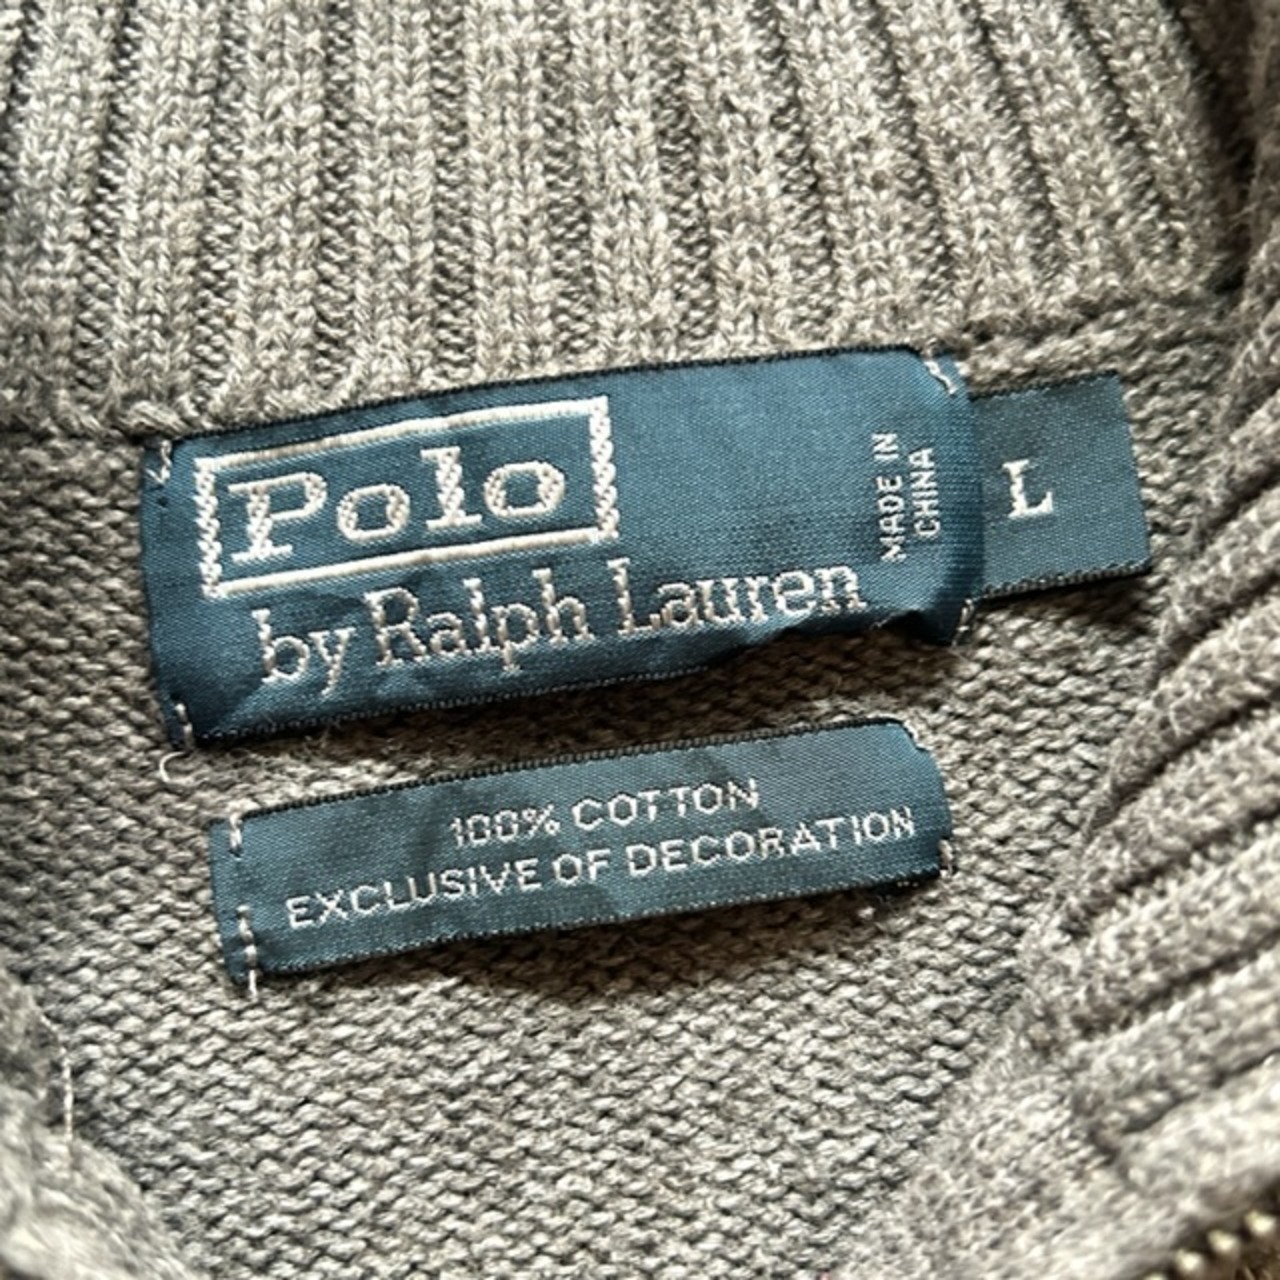 Polo
by Ralph Lauren
MADE IN
CHINA
L
100% COTTON
EXCLUSIVE OF DECORATION